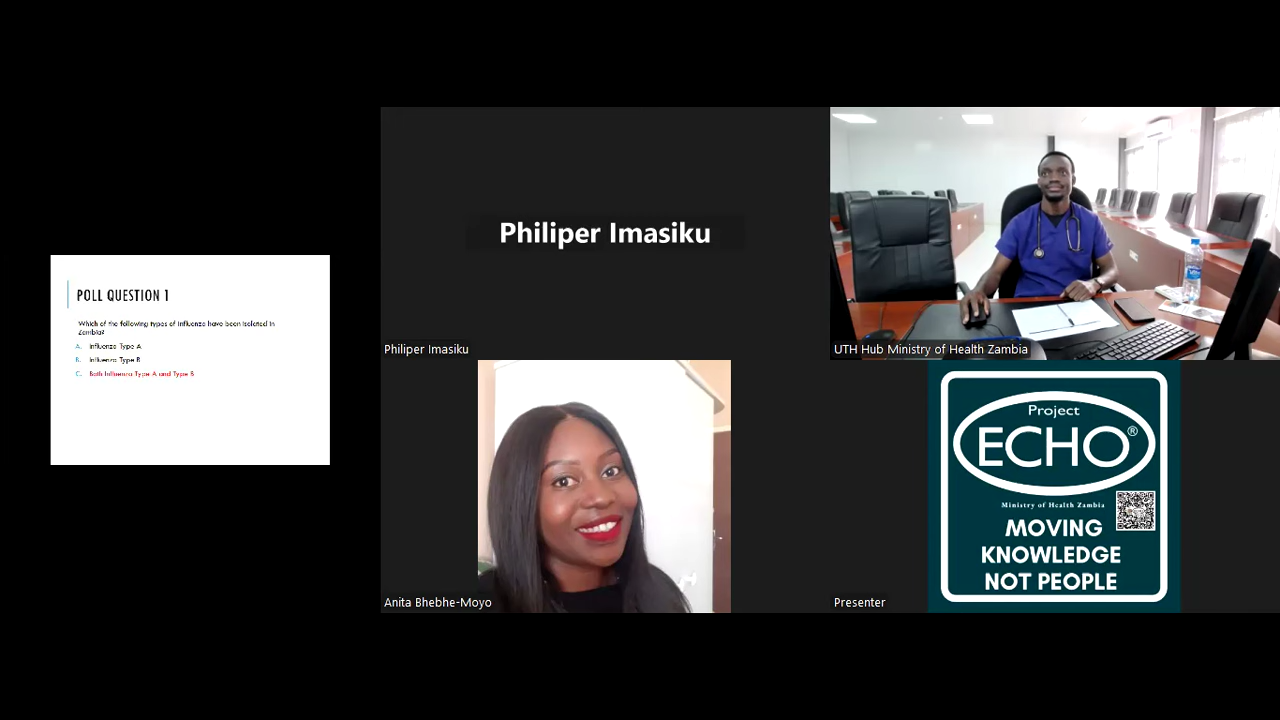 POLL QUESTION 1
Which of the following types of Influenza have been isolated in
Zambia?
A. Influenza Type A
B. Influenza Type B
C. Both Influenza Type A and Type B
Philiper Imasiku
Philiper Imasiku
UTH Hub Ministry of Health Zambia
Anita Bhebhe-Moyo
Project
ECHO®
Ministry of Health Zambia
MOVING
KNOWLEDGE
NOT PEOPLE
Presenter